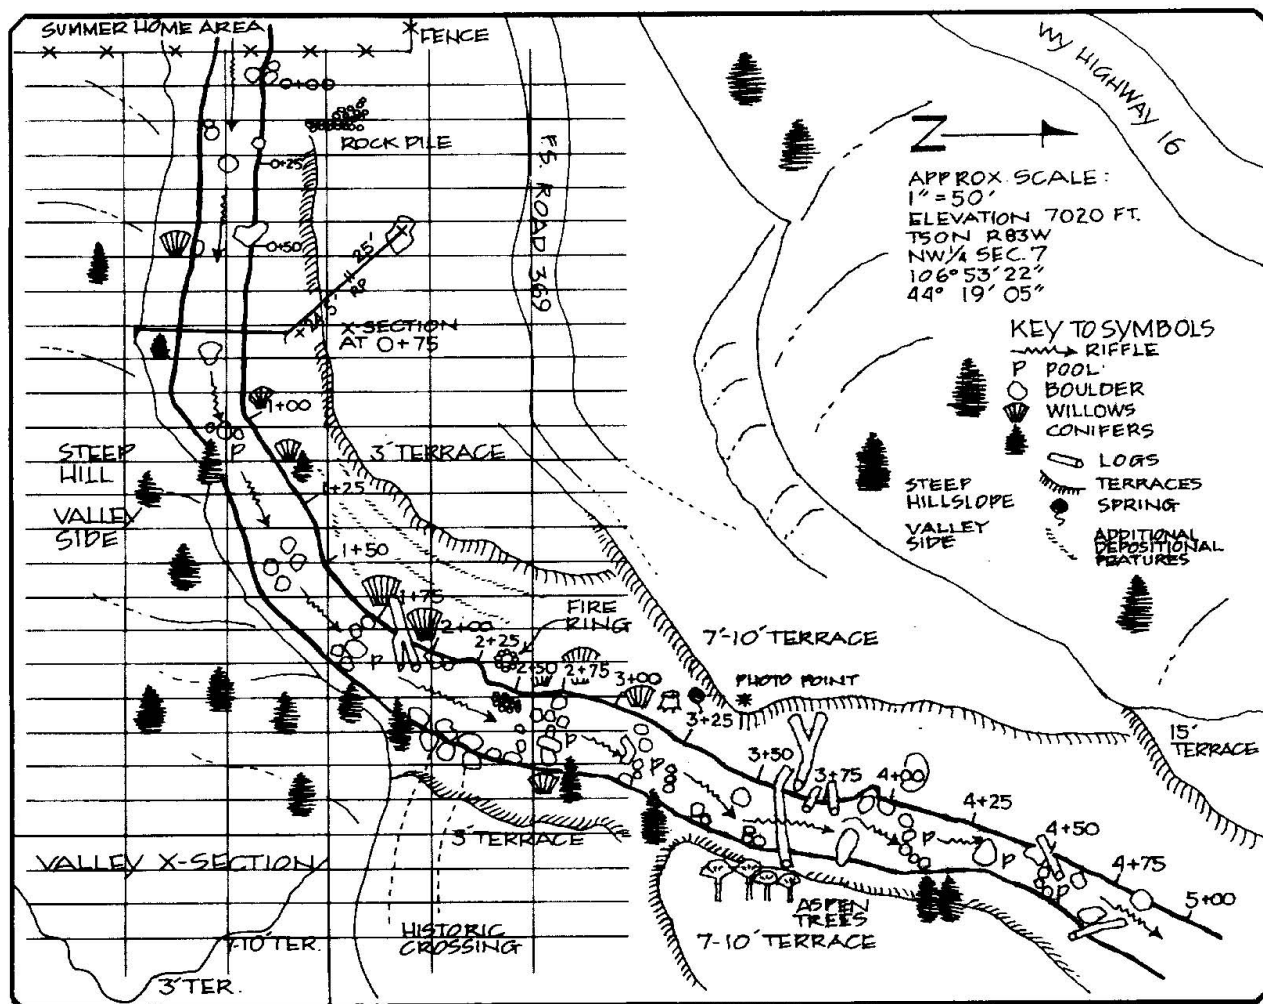 SUMMER HOME AREA
FENCE
WY HIGHWAY 16
0+00
ROCK PILE
0+25
F.S. ROAD 369
N
APPROX. SCALE:
1" = 50'
ELEVATION 7020 FT.
T50N R83W
NW 1/4 SEC. 7
106° 53' 22"
44° 19' 05"
0+50
25'
RP
24.5'
X-SECTION
AT 0+75
KEY TO SYMBOLS
RIFFLE
P POOL
BOULDER
WILLOWS
CONIFERS
LOGS
TERRACES
SPRING
ADDITIONAL
DEPOSITIONAL
FEATURES
1+00
P
STEEP
HILL
3' TERRACE
1+25
STEEP
HILLSLOPE
VALLEY
SIDE
VALLEY
SIDE
1+50
1+75
FIRE
RING
2+00
2+25
7'-10' TERRACE
P
2+50
2+75
3+00
PHOTO POINT
3+25
15'
TERRACE
P
P
3+50
3+75
4+00
4+25
P
4+50
P
P
4+75
5+00
3' TERRACE
VALLEY X-SECTION
ASPEN
TREES
HISTORIC
CROSSING
7-10' TERRACE
7-10' TER.
3' TER.